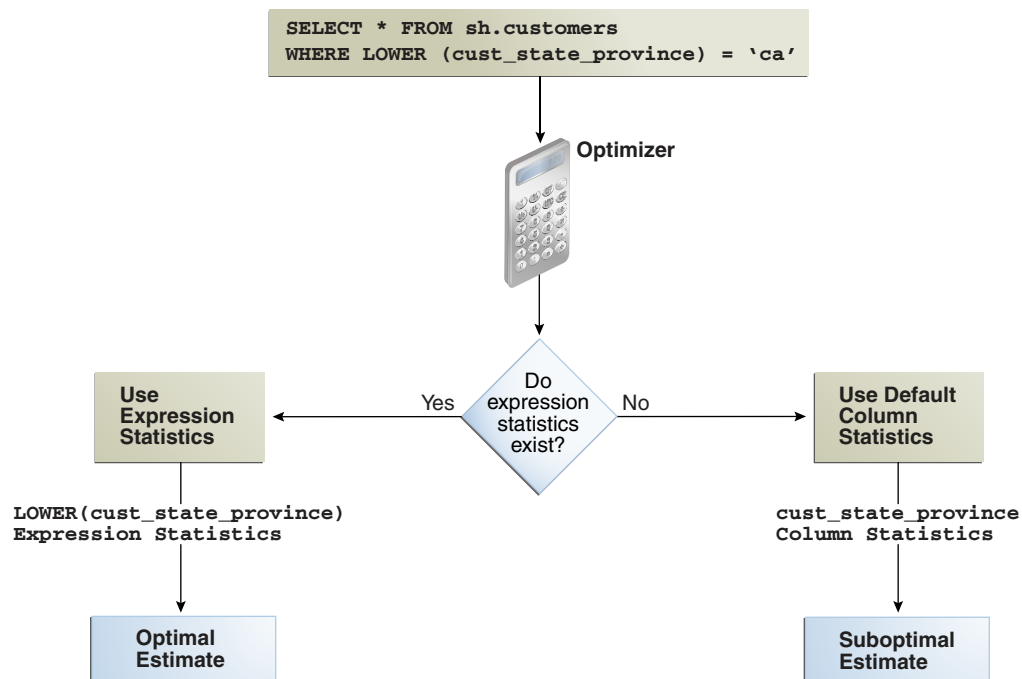 SELECT * FROM sh.customers
WHERE LOWER (cust_state_province) = ‘ca’
Optimizer
Do
expression
statistics
exist?
Yes
No
Use
Expression
Statistics
Use Default
Column
Statistics
LOWER(cust_state_province)
Expression Statistics
cust_state_province
Column Statistics
Optimal
Estimate
Suboptimal
Estimate